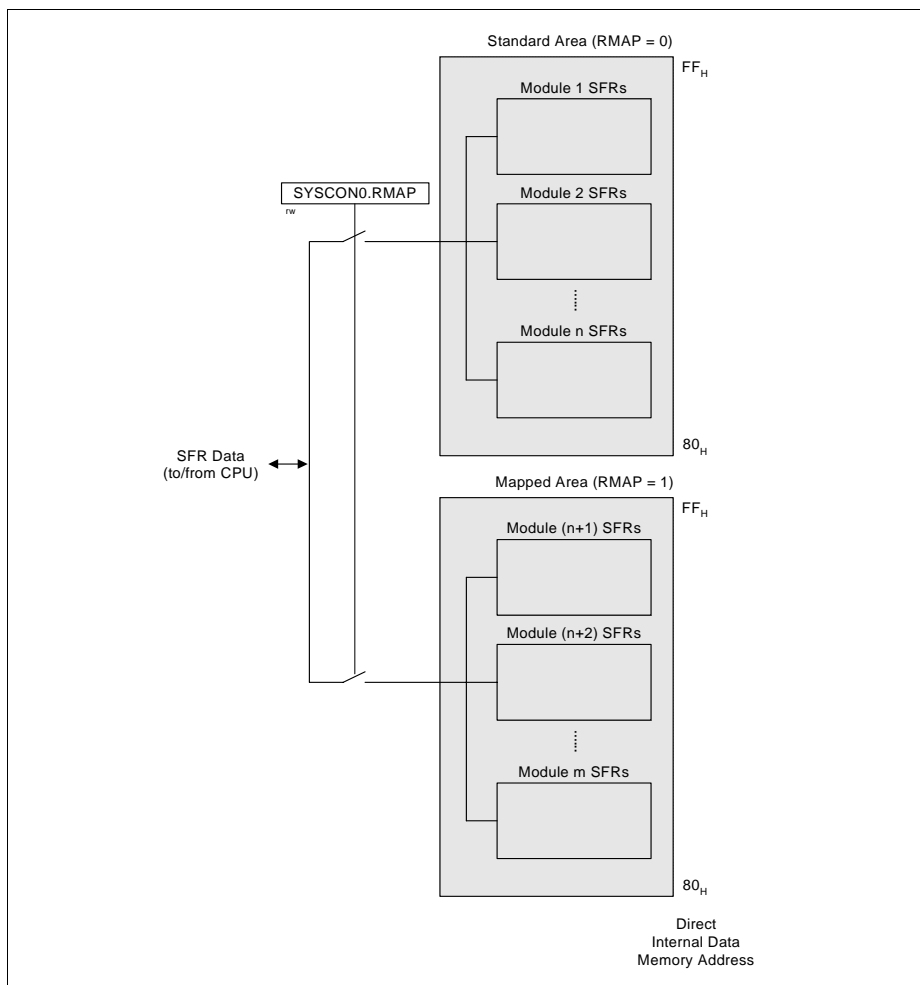 Standard Area (RMAP = 0)
FFH
Module 1 SFRs
SYSCON0.RMAP
rw
Module 2 SFRs
Module n SFRs
80H
SFR Data
(to/from CPU)
Mapped Area (RMAP = 1)
FFH
Module (n+1) SFRs
Module (n+2) SFRs
Module m SFRs
80H
Direct
Internal Data
Memory Address